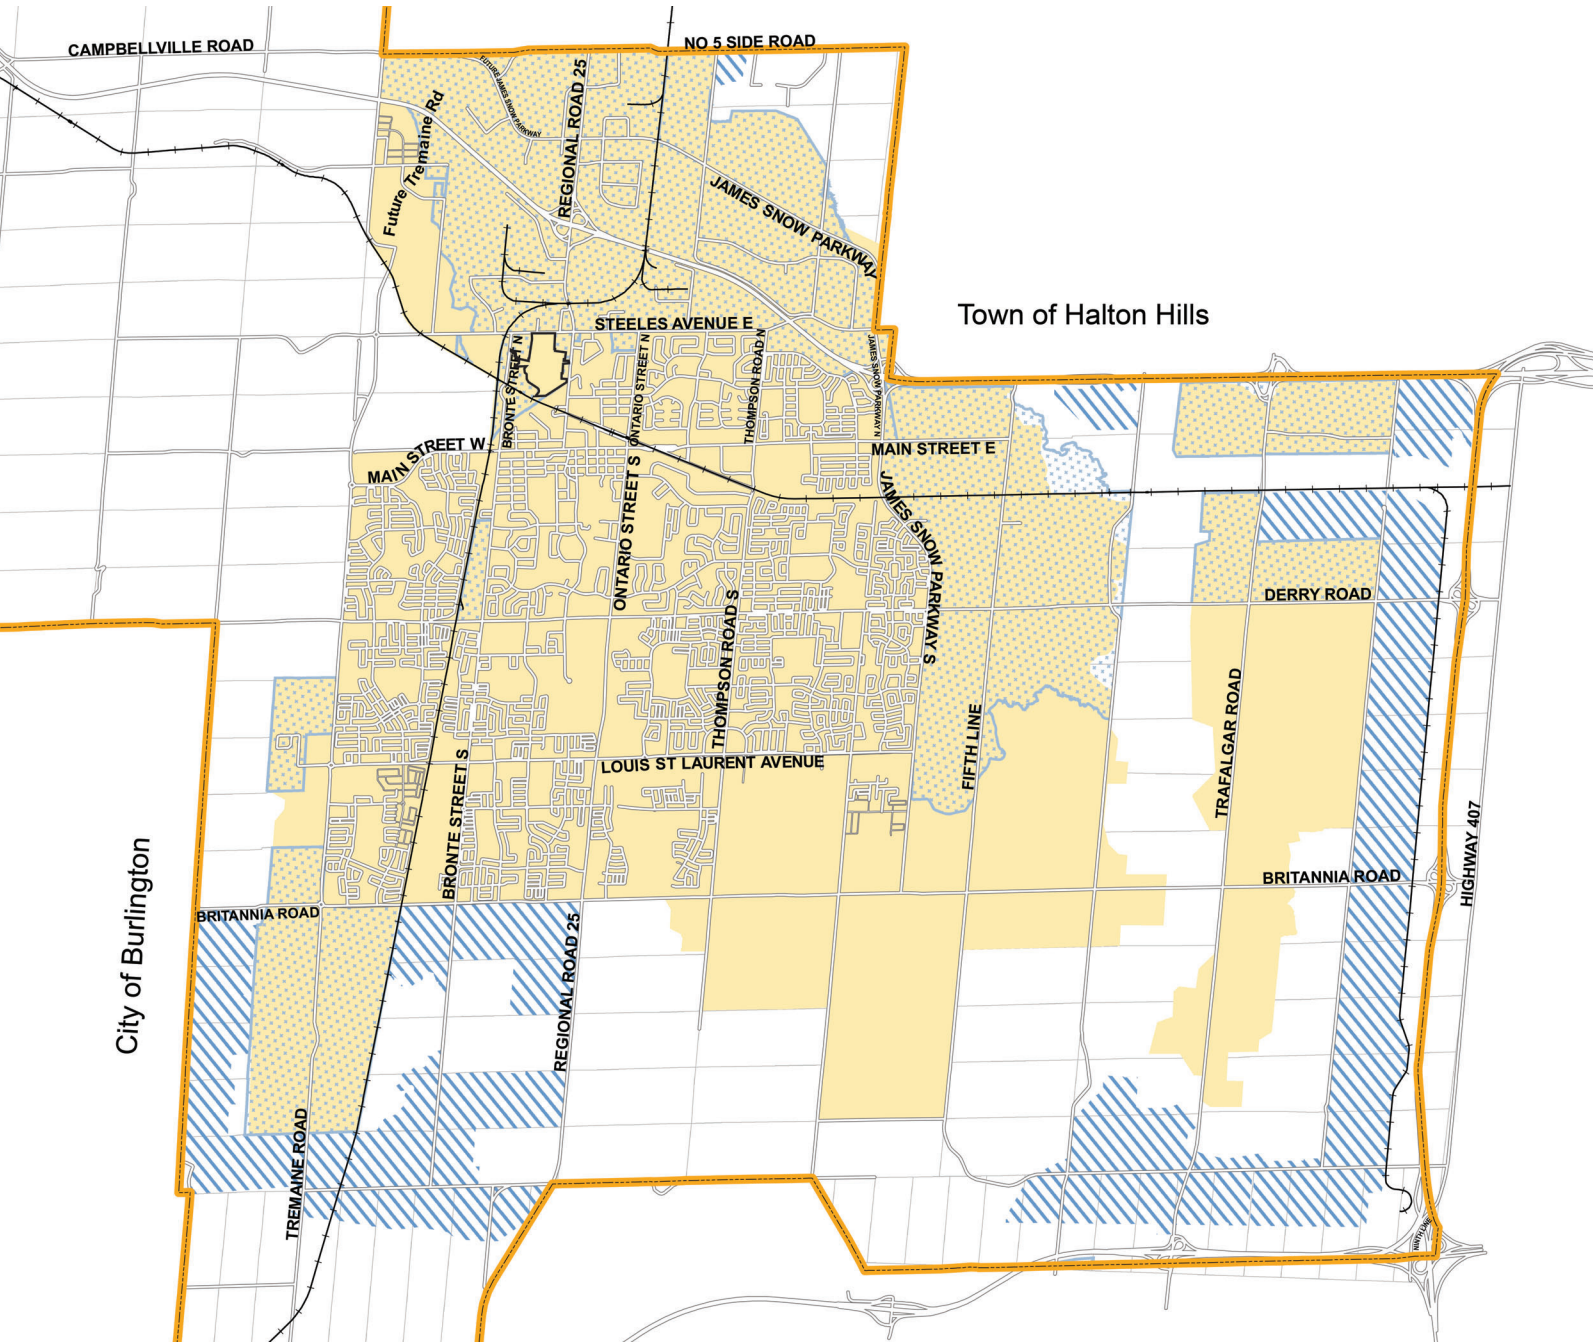 NO 5 SIDE ROAD
CAMPBELLVILLE ROAD
FUTURE JAMES SNOW PARKWAY
REGIONAL ROAD 25
Future Tremaine Rd
JAMES SNOW PARKWAY
Town of Halton Hills
STEELES AVENUE E
BRONTE STREET N
ONTARIO STREET N
THOMPSON ROAD N
JAMES SNOW PARKWAY N
MAIN STREET W
MAIN STREET E
ONTARIO STREET S
JAMES SNOW PARKWAY S
DERRY ROAD
THOMPSON ROAD S
TRAFALGAR ROAD
FIFTH LINE
LOUIS ST LAURENT AVENUE
BRONTE STREET S
HIGHWAY 407
City of Burlington
BRITANNIA ROAD
BRITANNIA ROAD
REGIONAL ROAD 25
TREMAINE ROAD
NINTH LINE